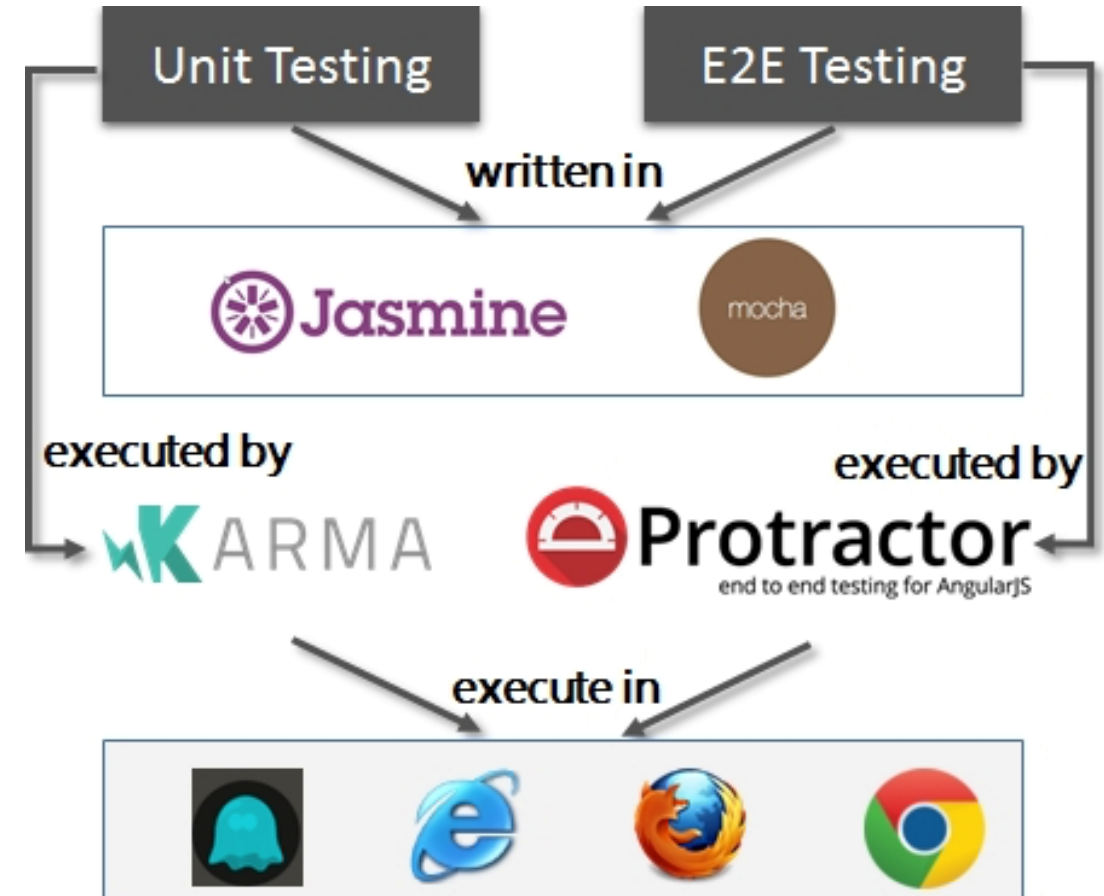 Unit Testing
E2E Testing
written in
Jasmine
mocha
executed by
executed by
KARMA
Protractor
end to end testing for AngularJS
execute in